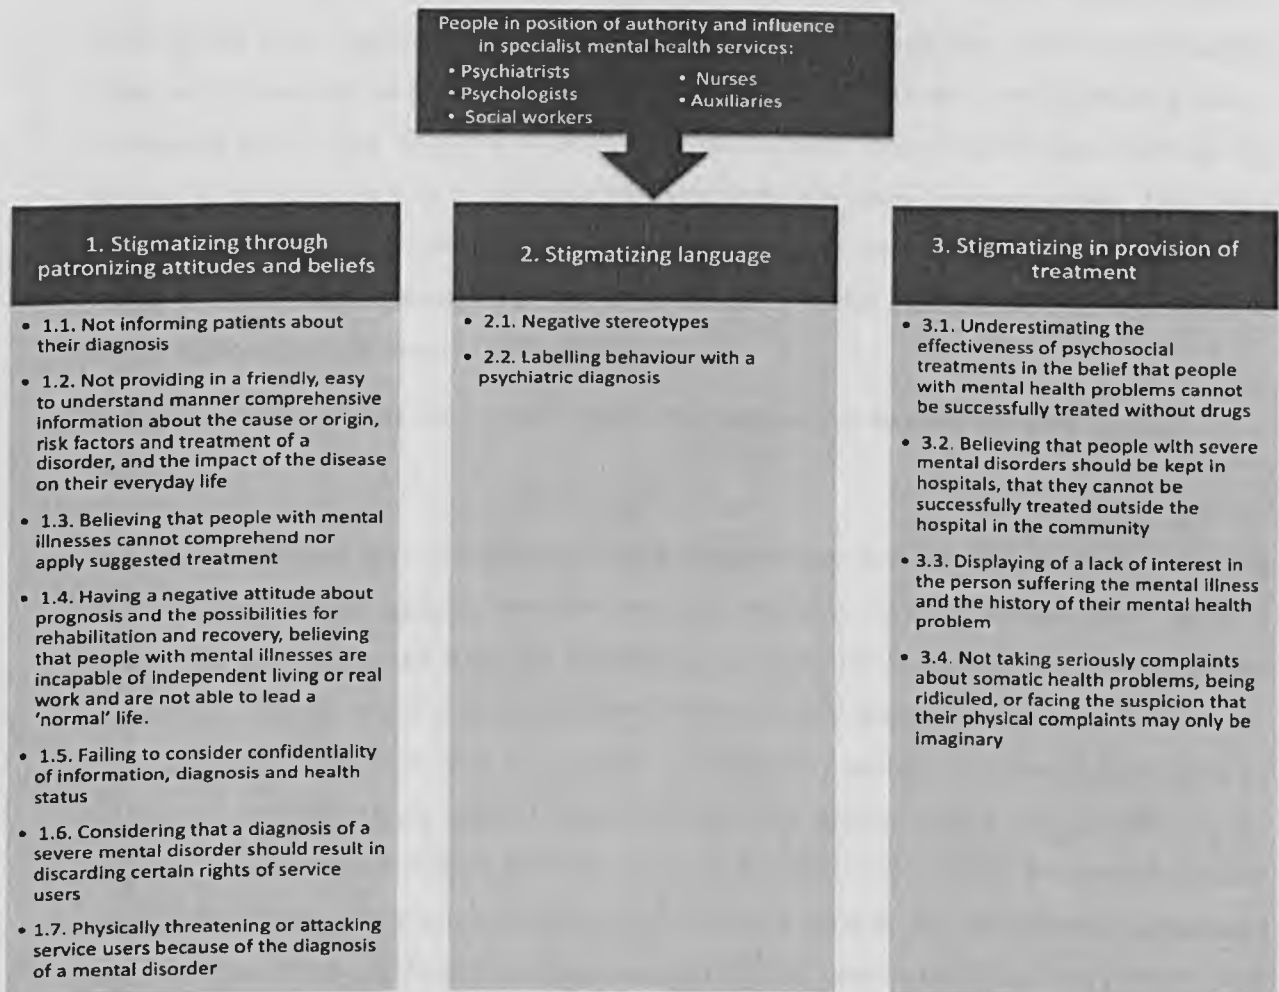 People in position of authority and influence
in specialist mental health services:
• Psychiatrists
• Psychologists
• Social workers
• Nurses
• Auxiliaries
1. Stigmatizing through
patronizing attitudes and beliefs
• 1.1. Not informing patients about
their diagnosis
• 1.2. Not providing in a friendly, easy
to understand manner comprehensive
information about the cause or origin,
risk factors and treatment of a
disorder, and the impact of the disease
on their everyday life
• 1.3. Believing that people with mental
illnesses cannot comprehend nor
apply suggested treatment
• 1.4. Having a negative attitude about
prognosis and the possibilities for
rehabilitation and recovery, believing
that people with mental illnesses are
incapable of independent living or real
work and are not able to lead a
'normal' life.
• 1.5. Failing to consider confidentiality
of information, diagnosis and health
status
• 1.6. Considering that a diagnosis of a
severe mental disorder should result in
discarding certain rights of service
users
• 1.7. Physically threatening or attacking
service users because of the diagnosis
of a mental disorder
2. Stigmatizing language
• 2.1. Negative stereotypes
• 2.2. Labelling behaviour with a
psychiatric diagnosis
3. Stigmatizing in provision of
treatment
• 3.1. Underestimating the
effectiveness of psychosocial
treatments in the belief that people
with mental health problems cannot
be successfully treated without drugs
• 3.2. Believing that people with severe
mental disorders should be kept in
hospitals, that they cannot be
successfully treated outside the
hospital in the community
• 3.3. Displaying of a lack of interest in
the person suffering the mental illness
and the history of their mental health
problem
• 3.4. Not taking seriously complaints
about somatic health problems, being
ridiculed, or facing the suspicion that
their physical complaints may only be
imaginary